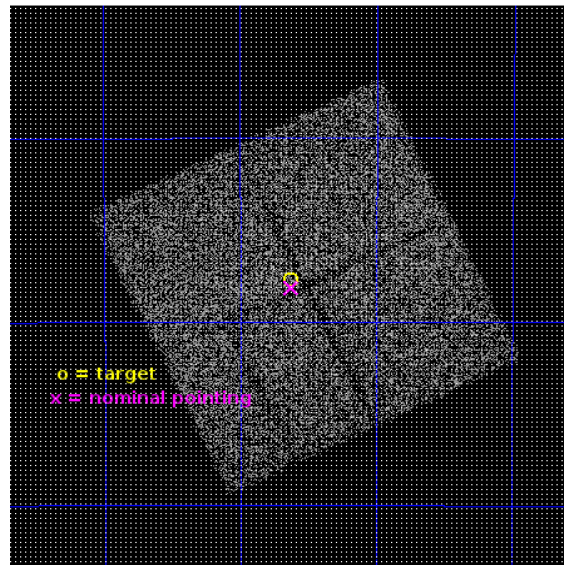 o = target
x = nominal pointing